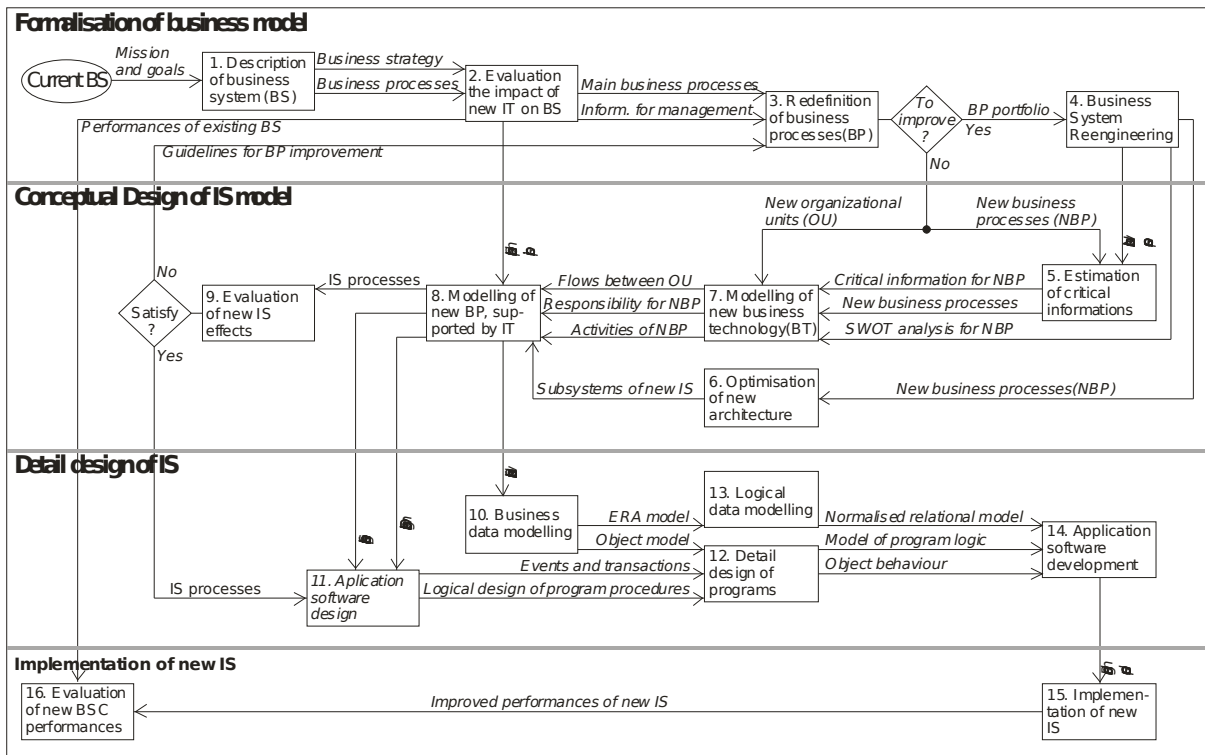 Formalisation of business model
Current BS
Mission
and goals
1. Description
of business
system (BS)
Business strategy
Business processes
2. Evaluation
the impact of
new IT on BS
Main business processes
Inform. for management
3. Redefinition
of business
processes(BP)
To
improve
?
BP portfolio
Yes
No
4. Business
System
Reengineering
Performances of existing BS
Guidelines for BP improvement
Conceptual Design of IS model
New organizational
units (OU)
New business
processes (NBP)
No
Satisfy
?
Yes
9. Evaluation
of new IS
effects
IS processes
8. Modelling of
new BP, sup-
ported by IT
Flows between OU
Responsibility for NBP
Activities of NBP
7. Modelling of
new business
technology(BT)
Critical information for NBP
New business processes
SWOT analysis for NBP
5. Estimation
of critical
informations
Subsystems of new IS
6. Optimisation
of new
architecture
New business processes(NBP)
Detail design of IS
10. Business
data modelling
ERA model
Object model
13. Logical
data modelling
Normalised relational model
12. Detail
design of
programs
Model of program logic
Object behaviour
14. Application
software
development
IS processes
11. Aplication
software
design
Events and transactions
Logical design of program procedures
Implementation of new IS
16. Evaluation
of new BSC
performances
Improved performances of new IS
15. Implemen-
tation of new
IS